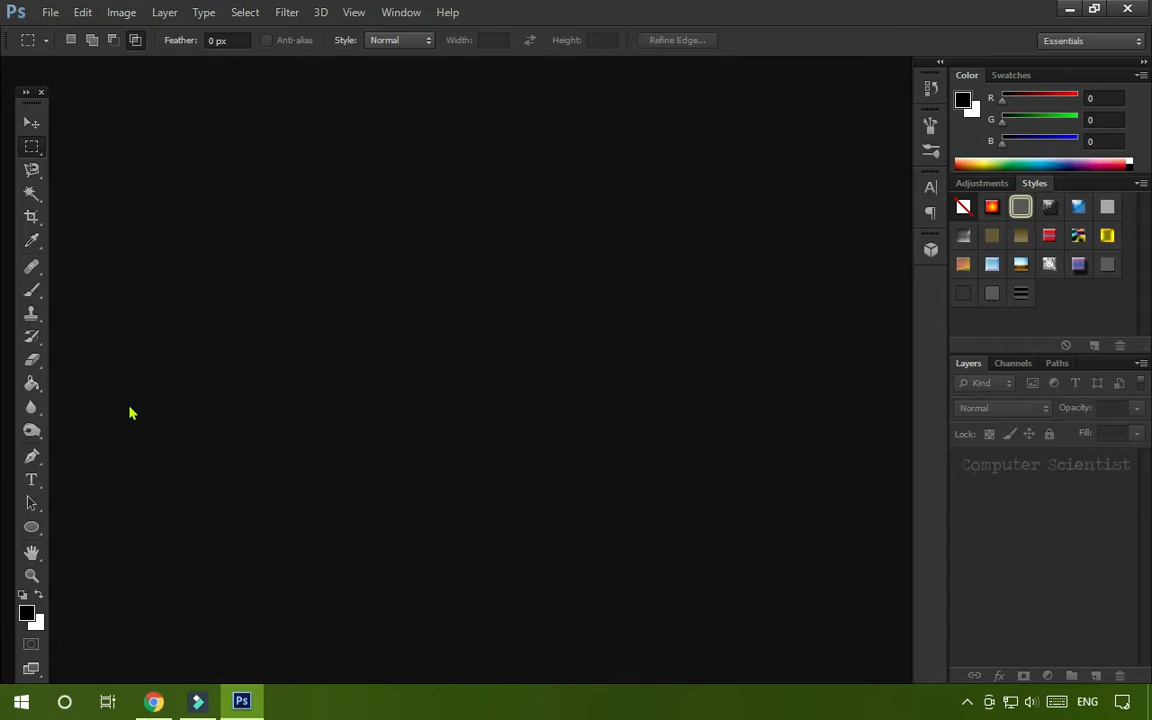 Ps File Edit Image Layer Type Select Filter 3D View Window Help
Feather: 0 px Anti-alias Style: Normal Width: Height: Refine Edge... Essentials
Color Swatches
R 0
G 0
B 0
Adjustments Styles
Layers Channels Paths
Kind T
Normal Opacity:
Lock: Fill:
Computer Scientist
Ps ENG